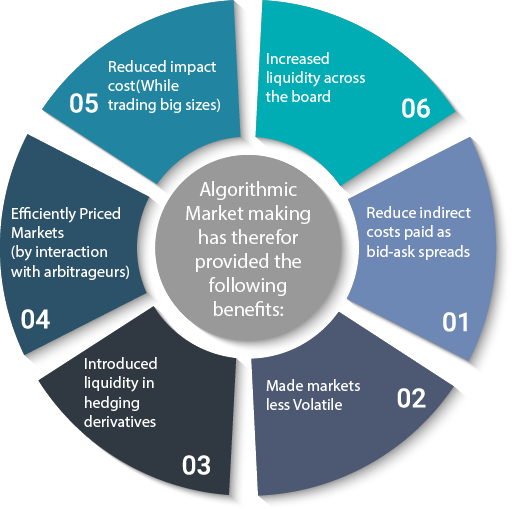 Algorithmic
Market making
has therefor
provided the
following
benefits:
Reduce indirect
costs paid as
bid-ask spreads
01
Made markets
less Volatile
02
Introduced
liquidity in
hedging
derivatives
03
Efficiently Priced
Markets
(by interaction
with arbitrageurs)
04
Reduced impact
cost(While
trading big sizes)
05
Increased
liquidity across
the board
06